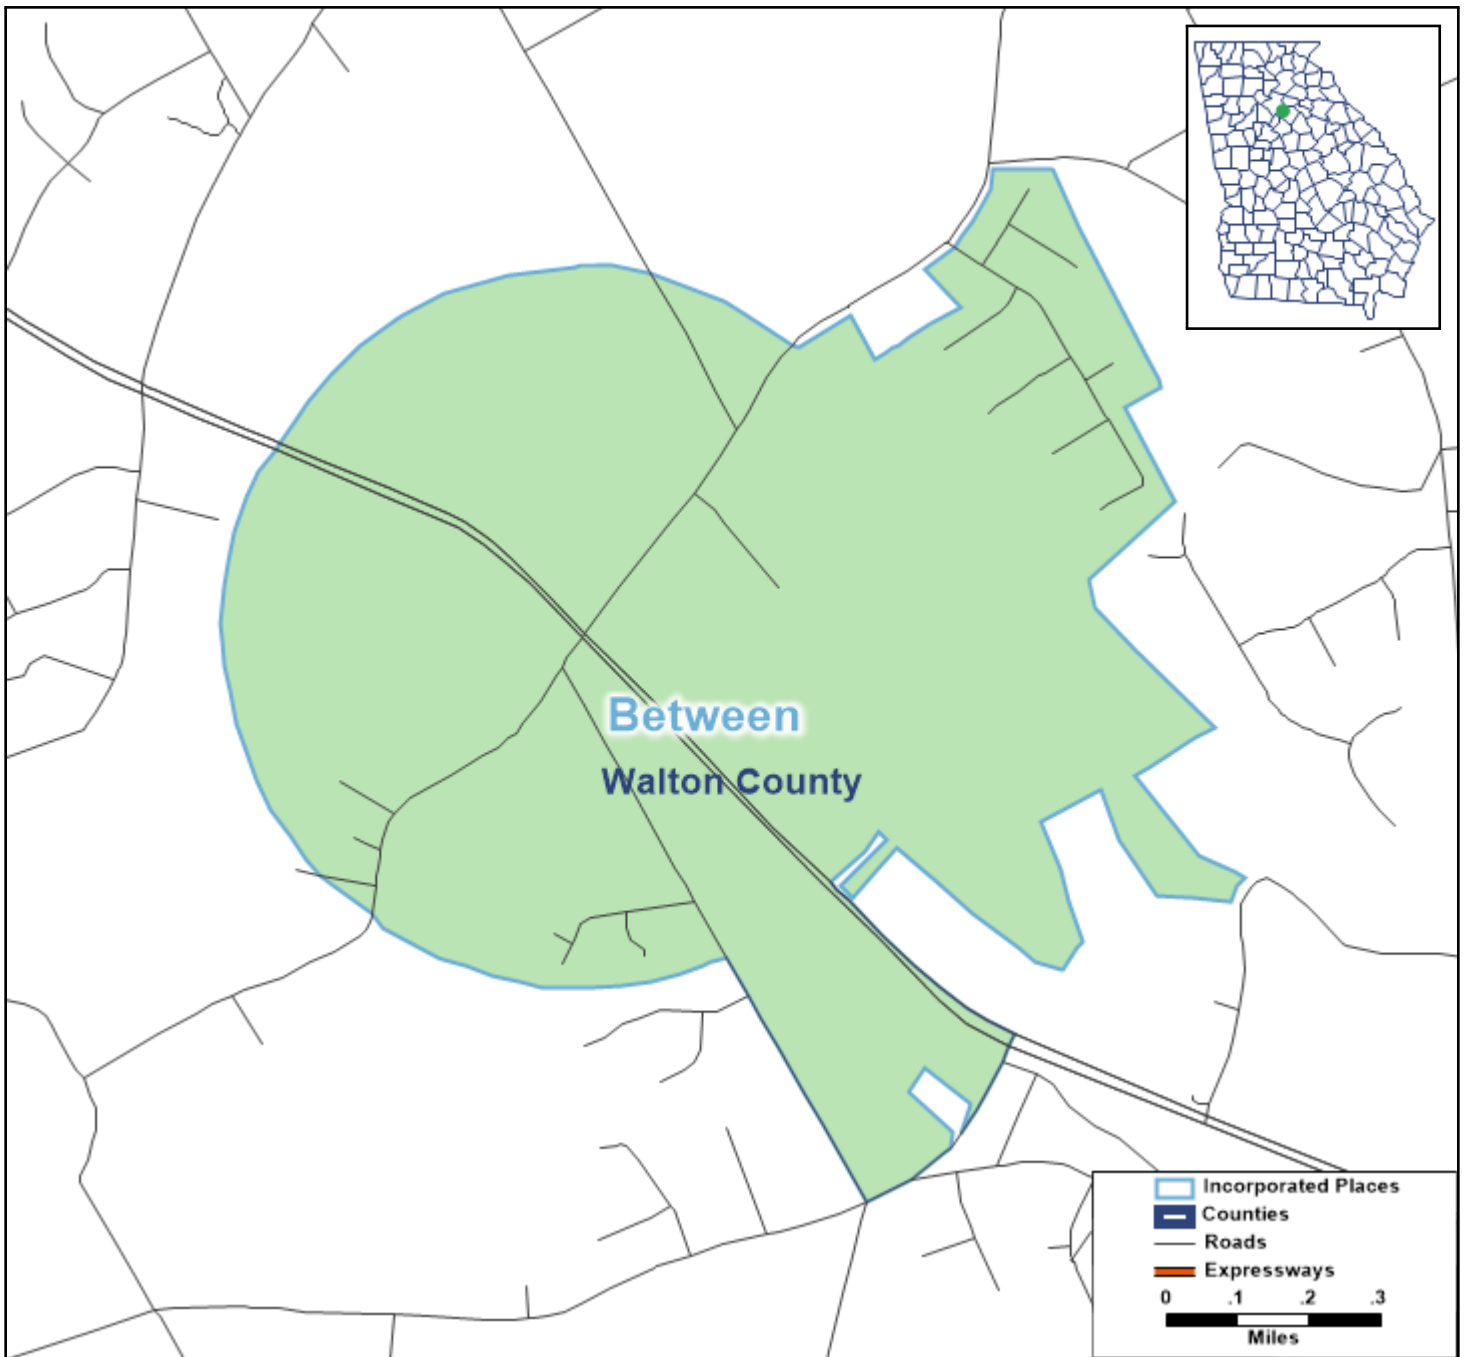 Between
Walton County
Incorporated Places
Counties
Roads
Expressways
0 .1 .2 .3
Miles